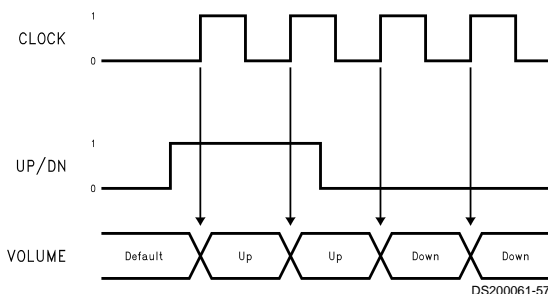 CLOCK
1
0
UP/DN
1
0
VOLUME
Default Up Up Down Down
DS200061-57